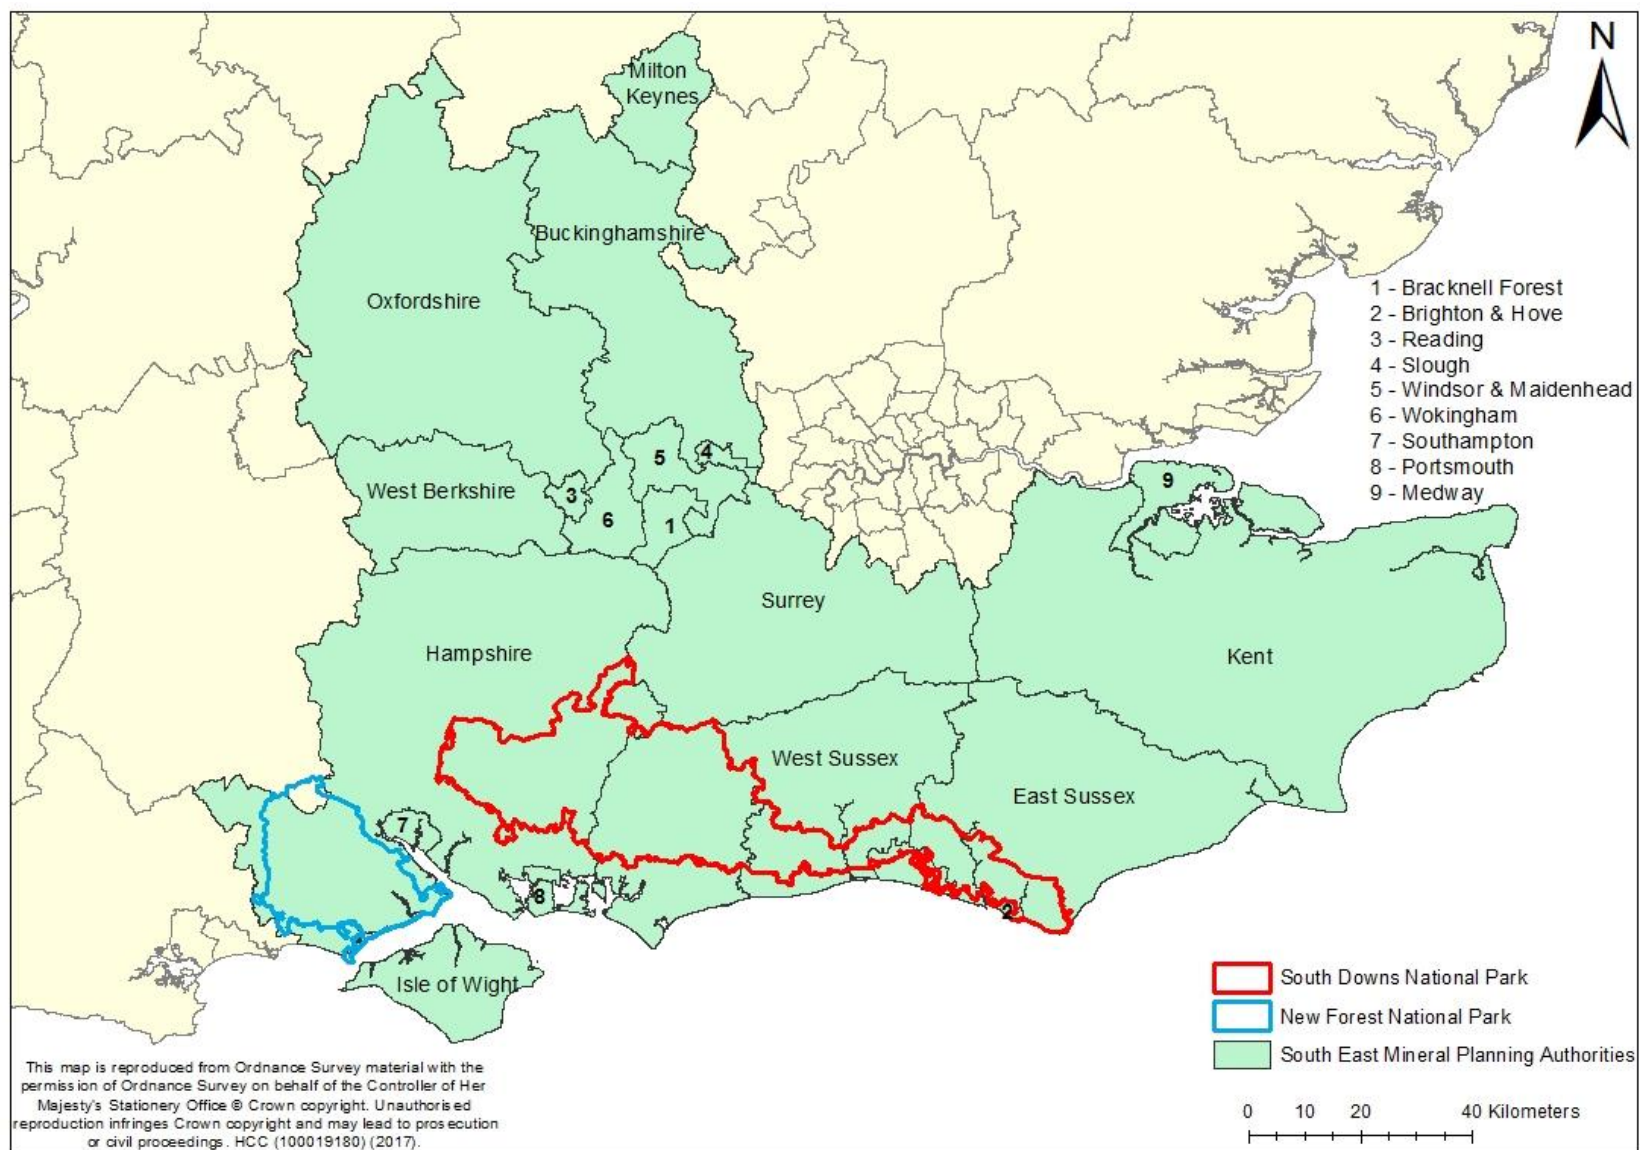 N
Milton
Keynes
Buckinghamshire
Oxfordshire
1 - Bracknell Forest
2 - Brighton & Hove
3 - Reading
4 - Slough
5 - Windsor & Maidenhead
6 - Wokingham
7 - Southampton
8 - Portsmouth
9 - Medway
5
4
West Berkshire
3
6
1
9
Surrey
Hampshire
Kent
West Sussex
East Sussex
7
8
2
Isle of Wight
South Downs National Park
New Forest National Park
South East Mineral Planning Authorities
This map is reproduced from Ordnance Survey material with the
permission of Ordnance Survey on behalf of the Controller of Her
Majesty's Stationery Office © Crown copyright. Unauthorised
reproduction infringes Crown copyright and may lead to prosecution
or civil proceedings. HCC (100019180) (2017).
0 10 20 40 Kilometers